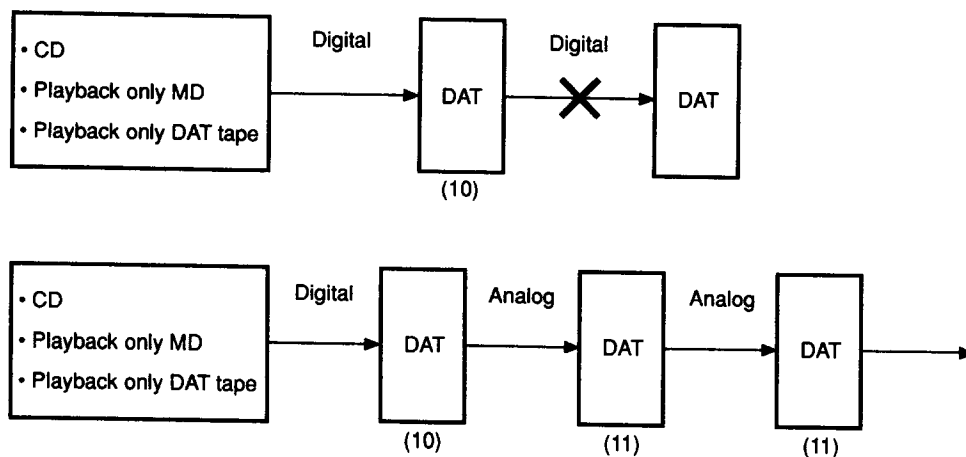 Digital
Digital
• CD
• Playback only MD
• Playback only DAT tape
DAT
DAT
(10)
Digital
Analog
Analog
• CD
• Playback only MD
• Playback only DAT tape
DAT
DAT
DAT
(10)
(11)
(11)